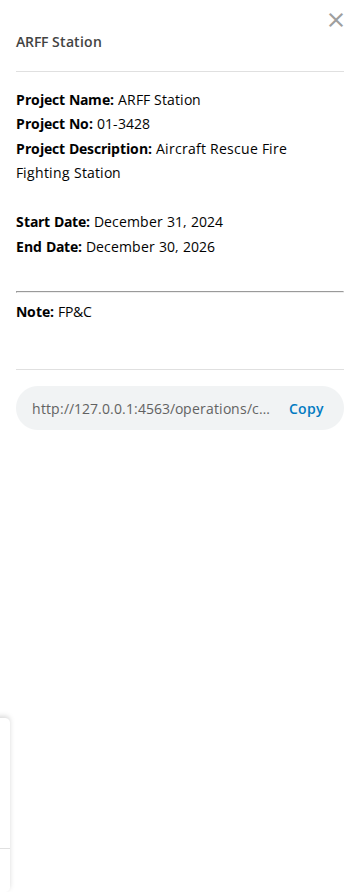 ARFF Station
Project Name: ARFF Station
Project No: 01-3428
Project Description: Aircraft Rescue Fire
Fighting Station
Start Date: December 31, 2024
End Date: December 30, 2026
Note: FP&C
http://127.0.0.1:4563/operations/c... Copy